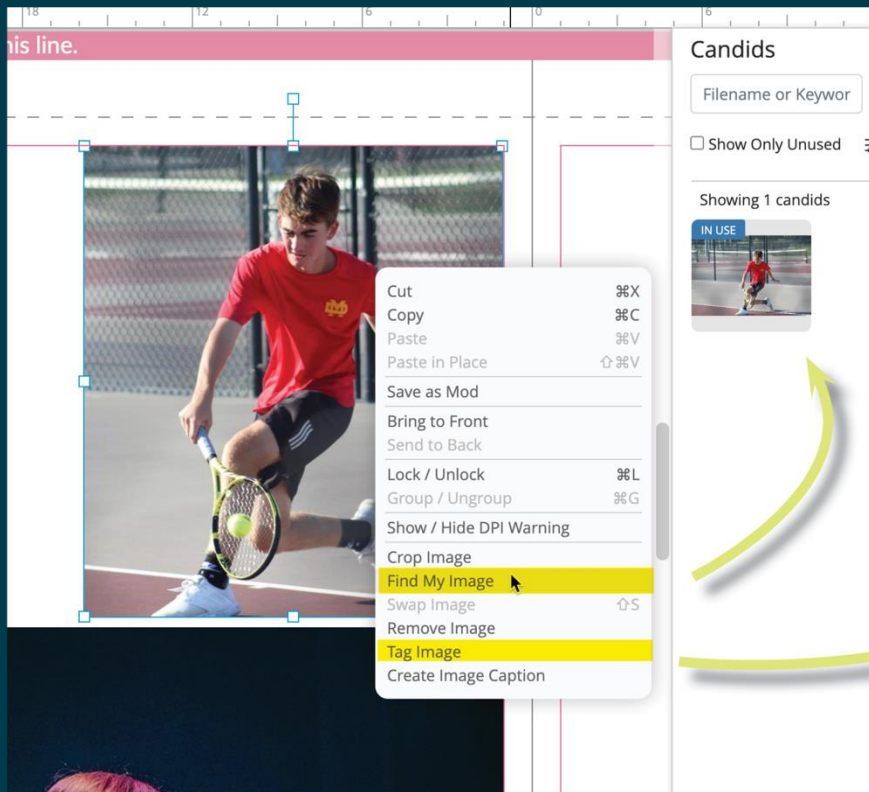 18 12 6 0 6
his line.
Candids
Filename or Keywor
Show Only Unused
Showing 1 candids
IN USE
Cut ⌘X
Copy ⌘C
Paste ⌘V
Paste in Place ⇧⌘V
Save as Mod
Bring to Front
Send to Back
Lock / Unlock ⌘L
Group / Ungroup ⌘G
Show / Hide DPI Warning
Crop Image
Find My Image
Swap Image ⇧S
Remove Image
Tag Image
Create Image Caption